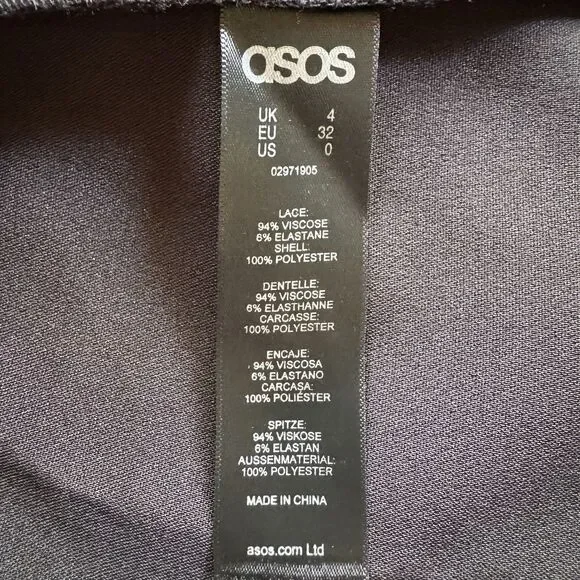 asos
UK 4
EU 32
US 0
02971905
LACE:
94% VISCOSE
6% ELASTANE
SHELL:
100% POLYESTER
DENTELLE:
94% VISCOSE
6% ELASTHANNE
CARCASSE:
100% POLYESTER
ENCAJE:
94% VISCOSA
6% ELASTANO
CARCASA:
100% POLIÉSTER
SPITZE:
94% VISKOSE
6% ELASTAN
AUSSENMATERIAL:
100% POLYESTER
MADE IN CHINA
asos.com Ltd